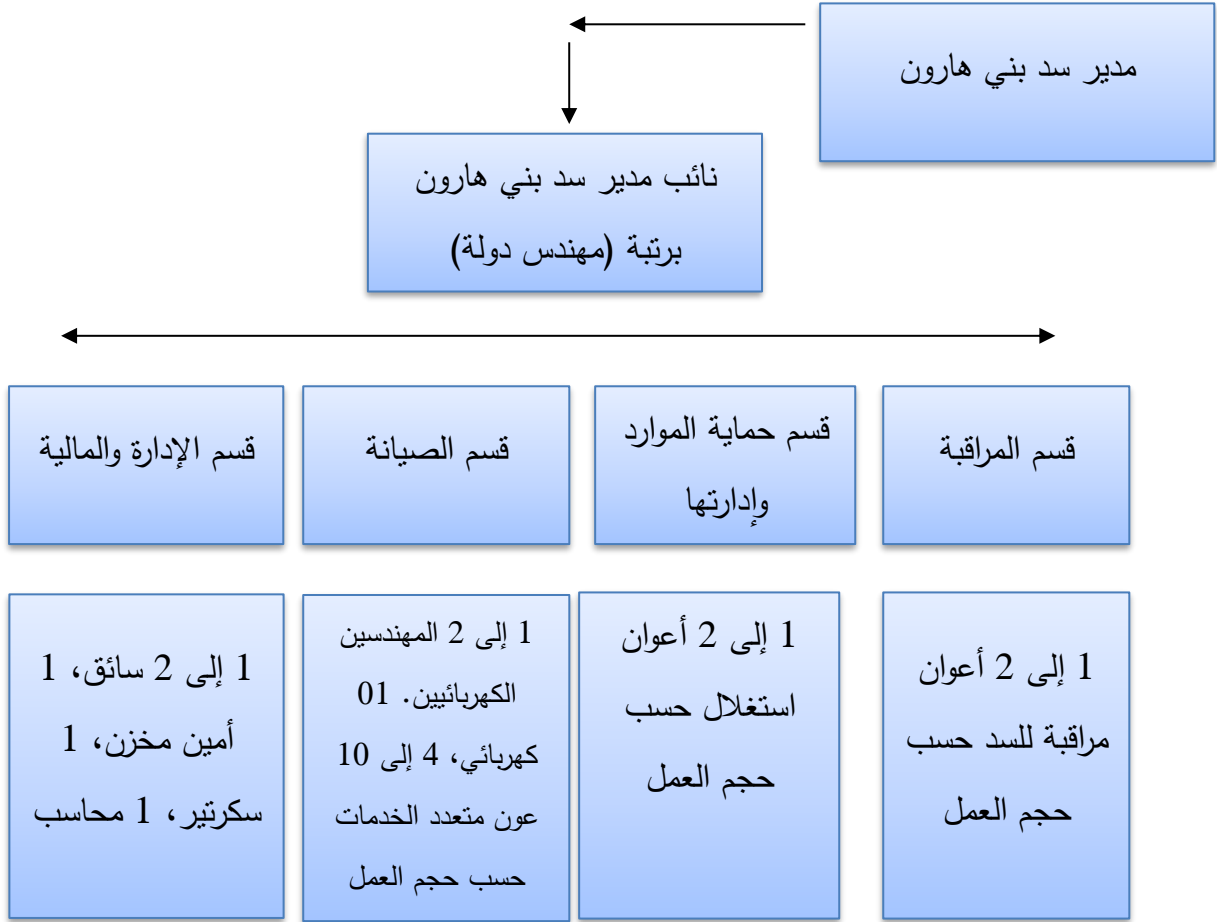 مدير سد بني هارون
نائب مدير سد بني هارون
برتبة (مهندس دولة)
قسم المراقبة
قسم حماية الموارد
وإدارتها
قسم الصيانة
قسم الإدارة والمالية
1 إلى 2 أعوان
مراقبة للسد حسب
حجم العمل
1 إلى 2 أعوان
استغلال حسب
حجم العمل
1 إلى 2 المهندسين
الكهربائيين. 01
كهربائي، 4 إلى 10
عون متعدد الخدمات
حسب حجم العمل
1 إلى 2 سائق، 1
أمين مخزن، 1
سكرتير، 1 محاسب